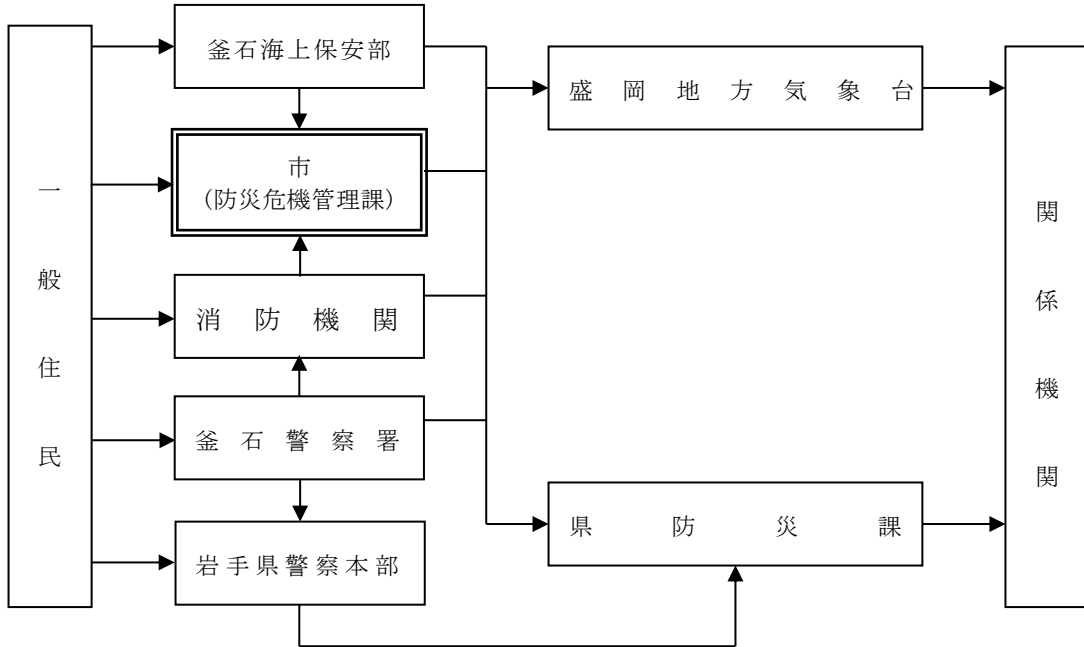 一般住民
釜石海上保安部
市
(防災危機管理課)
消防機関
釜石警察署
岩手県警察本部
盛岡地方気象台
県防災課
関係機関